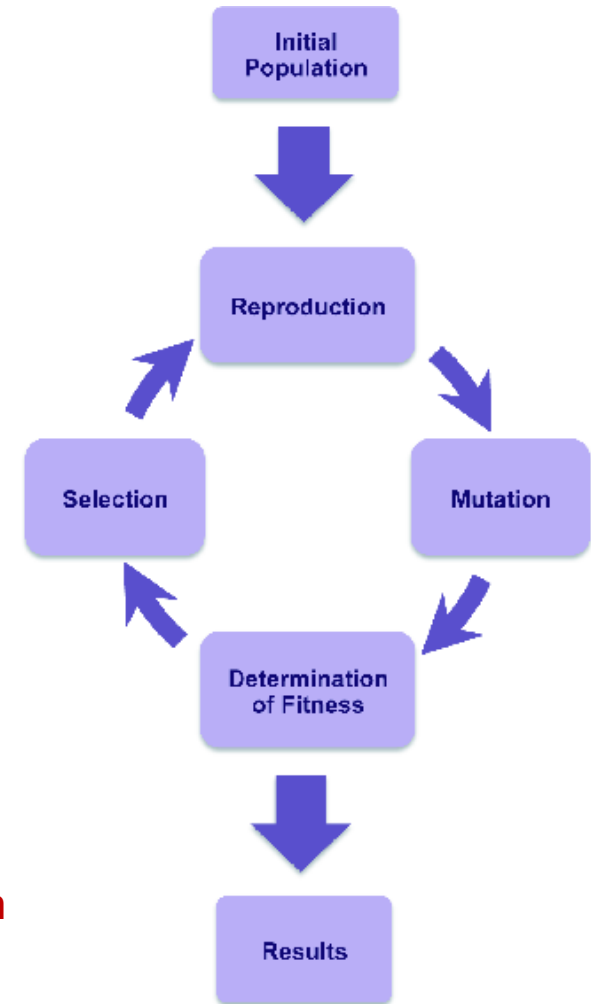 Initial
Population
Reproduction
Selection
Mutation
Determination
of Fitness
Results